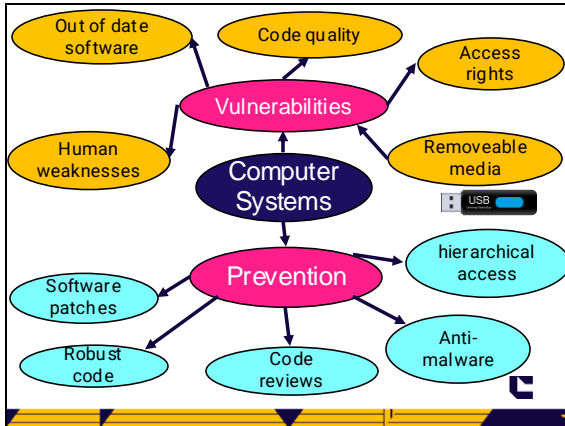 Out of date
software
Code quality
Access
rights
Vulnerabilities
Human
weaknesses
Removeable
media
Computer
Systems
USB
Prevention
hierarchical
access
Software
patches
Robust
code
Code
reviews
Anti-
malware